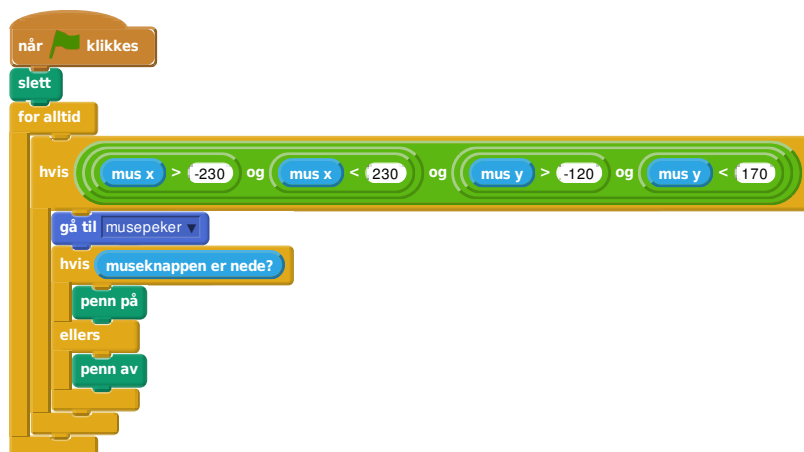 når klikkes
slett
for alltid
hvis mus x > -230 og mus x < 230 og mus y > -120 og mus y < 170
gå til musepeker
hvis museknappen er nede?
penn på
ellers
penn av